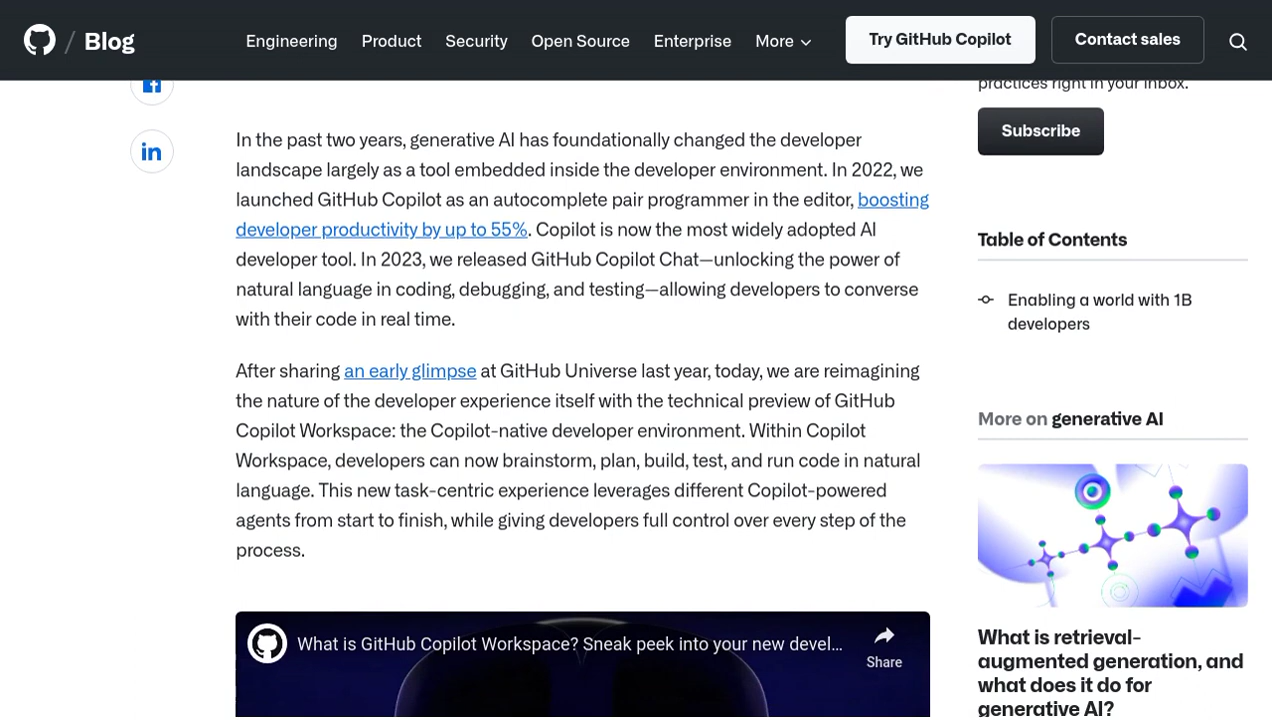 / Blog
Engineering
Product
Security
Open Source
Enterprise
More
Try GitHub Copilot
Contact sales
In the past two years, generative AI has foundationally changed the developer
landscape largely as a tool embedded inside the developer environment. In 2022, we
launched GitHub Copilot as an autocomplete pair programmer in the editor, boosting
developer productivity by up to 55%. Copilot is now the most widely adopted AI
developer tool. In 2023, we released GitHub Copilot Chat—unlocking the power of
natural language in coding, debugging, and testing—allowing developers to converse
with their code in real time.
After sharing an early glimpse at GitHub Universe last year, today, we are reimagining
the nature of the developer experience itself with the technical preview of GitHub
Copilot Workspace: the Copilot-native developer environment. Within Copilot
Workspace, developers can now brainstorm, plan, build, test, and run code in natural
language. This new task-centric experience leverages different Copilot-powered
agents from start to finish, while giving developers full control over every step of the
process.
What is GitHub Copilot Workspace? Sneak peek into your new devel...
Share
practices right in your inbox.
Subscribe
Table of Contents
Enabling a world with 1B
developers
More on generative AI
What is retrieval-
augmented generation, and
what does it do for
generative AI?